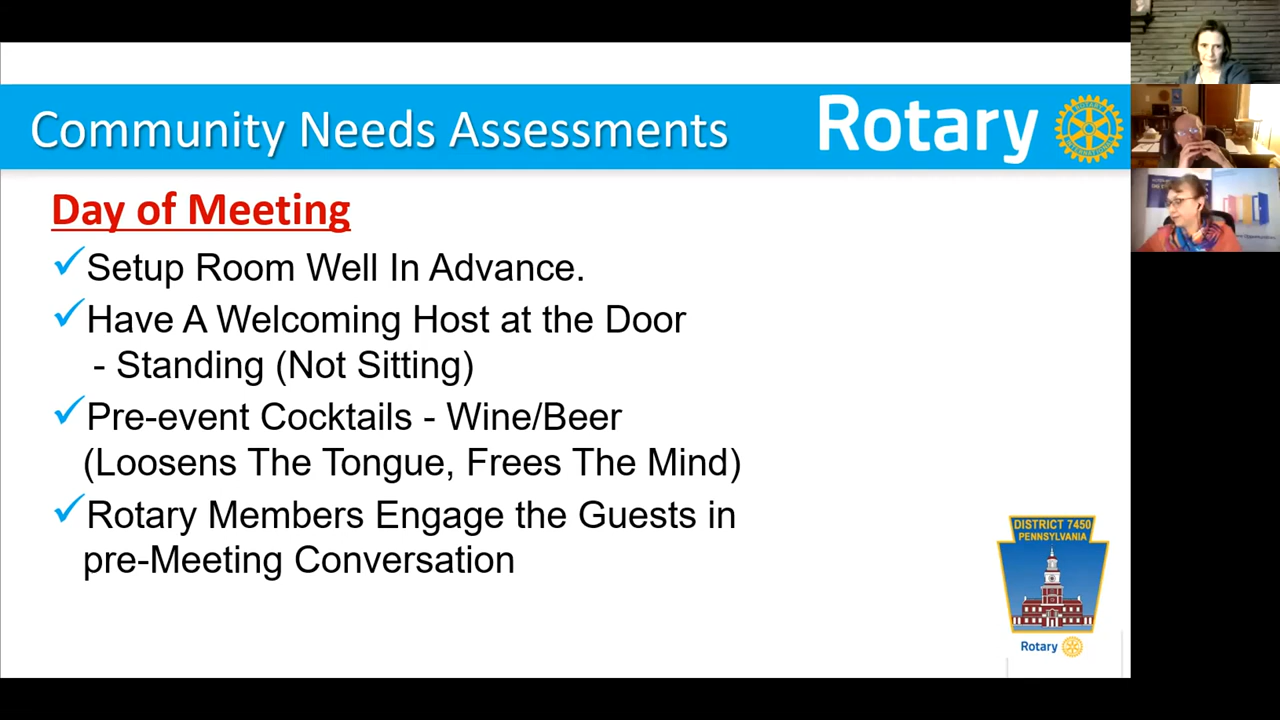 Community Needs Assessments
Rotary
ROTARY
INTERNATIONAL
Day of Meeting
Setup Room Well In Advance.
Have A Welcoming Host at the Door
- Standing (Not Sitting)
Pre-event Cocktails - Wine/Beer
(Loosens The Tongue, Frees The Mind)
Rotary Members Engage the Guests in
pre-Meeting Conversation
DISTRICT 7450
PENNSYLVANIA
Rotary